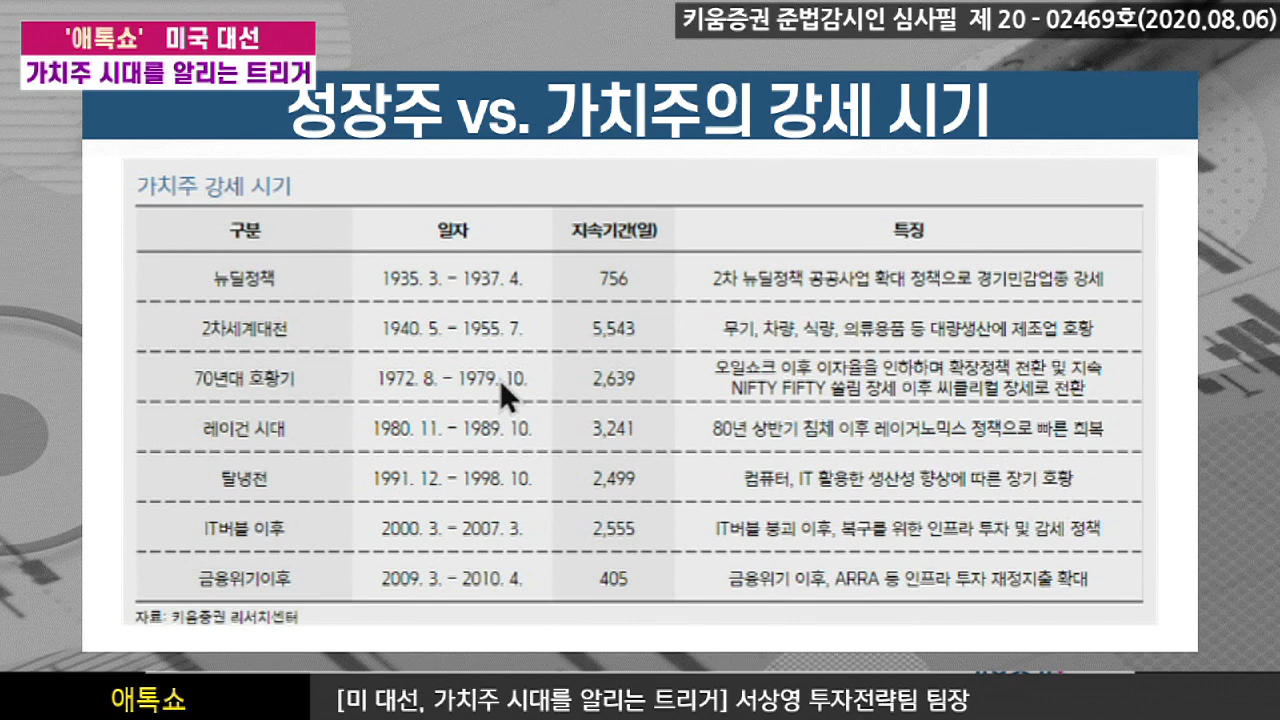 키움증권 준법감시인 심사필 제 20 - 02469호(2020.08.06)
'애톡쇼' 미국 대선
가치주 시대를 알리는 트리거
성장주 vs. 가치주의 강세 시기
가치주 강세 시기
구분 일자 지속기간(일) 특징
뉴딜정책 1935. 3. - 1937. 4. 756 2차 뉴딜정책 공공사업 확대 정책으로 경기민감업종 강세
2차세계대전 1940. 5. - 1955. 7. 5,543 무기, 차량, 식량, 의류용품 등 대량생산에 제조업 호황
70년대 호황기 1972. 8. - 1979. 10. 2,639 오일쇼크 이후 이자율을 인하하며 확장정책 전환 및 지속
NIFTY FIFTY 쏠림 장세 이후 씨클리컬 장세로 전환
레이건 시대 1980. 11. - 1989. 10. 3,241 80년 상반기 침체 이후 레이거노믹스 정책으로 빠른 회복
탈냉전 1991. 12. - 1998. 10. 2,499 컴퓨터, IT 활용한 생산성 향상에 따른 장기 호황
IT버블 이후 2000. 3. - 2007. 3. 2,555 IT버블 붕괴 이후, 복구를 위한 인프라 투자 및 감세 정책
금융위기이후 2009. 3. - 2010. 4. 405 금융위기 이후, ARRA 등 인프라 투자 재정지출 확대
자료: 키움증권 리서치센터
애톡쇼
[미 대선, 가치주 시대를 알리는 트리거] 서상영 투자전략팀 팀장